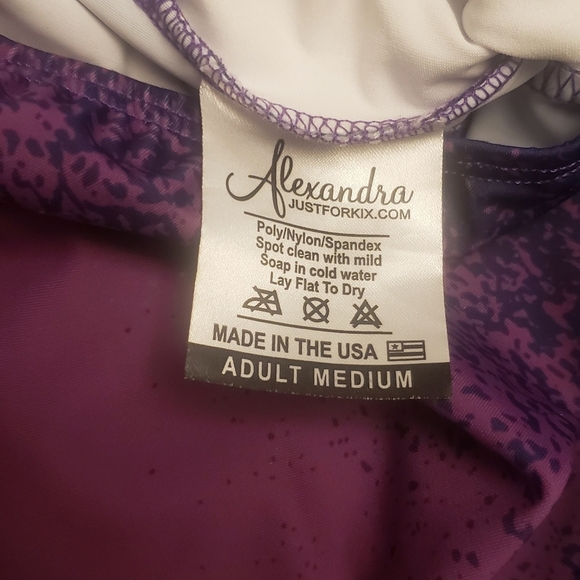 Alexandra
JUSTFORKIX.COM
Poly/Nylon/Spandex
Spot clean with mild
Soap in cold water
Lay Flat To Dry
MADE IN THE USA
ADULT MEDIUM